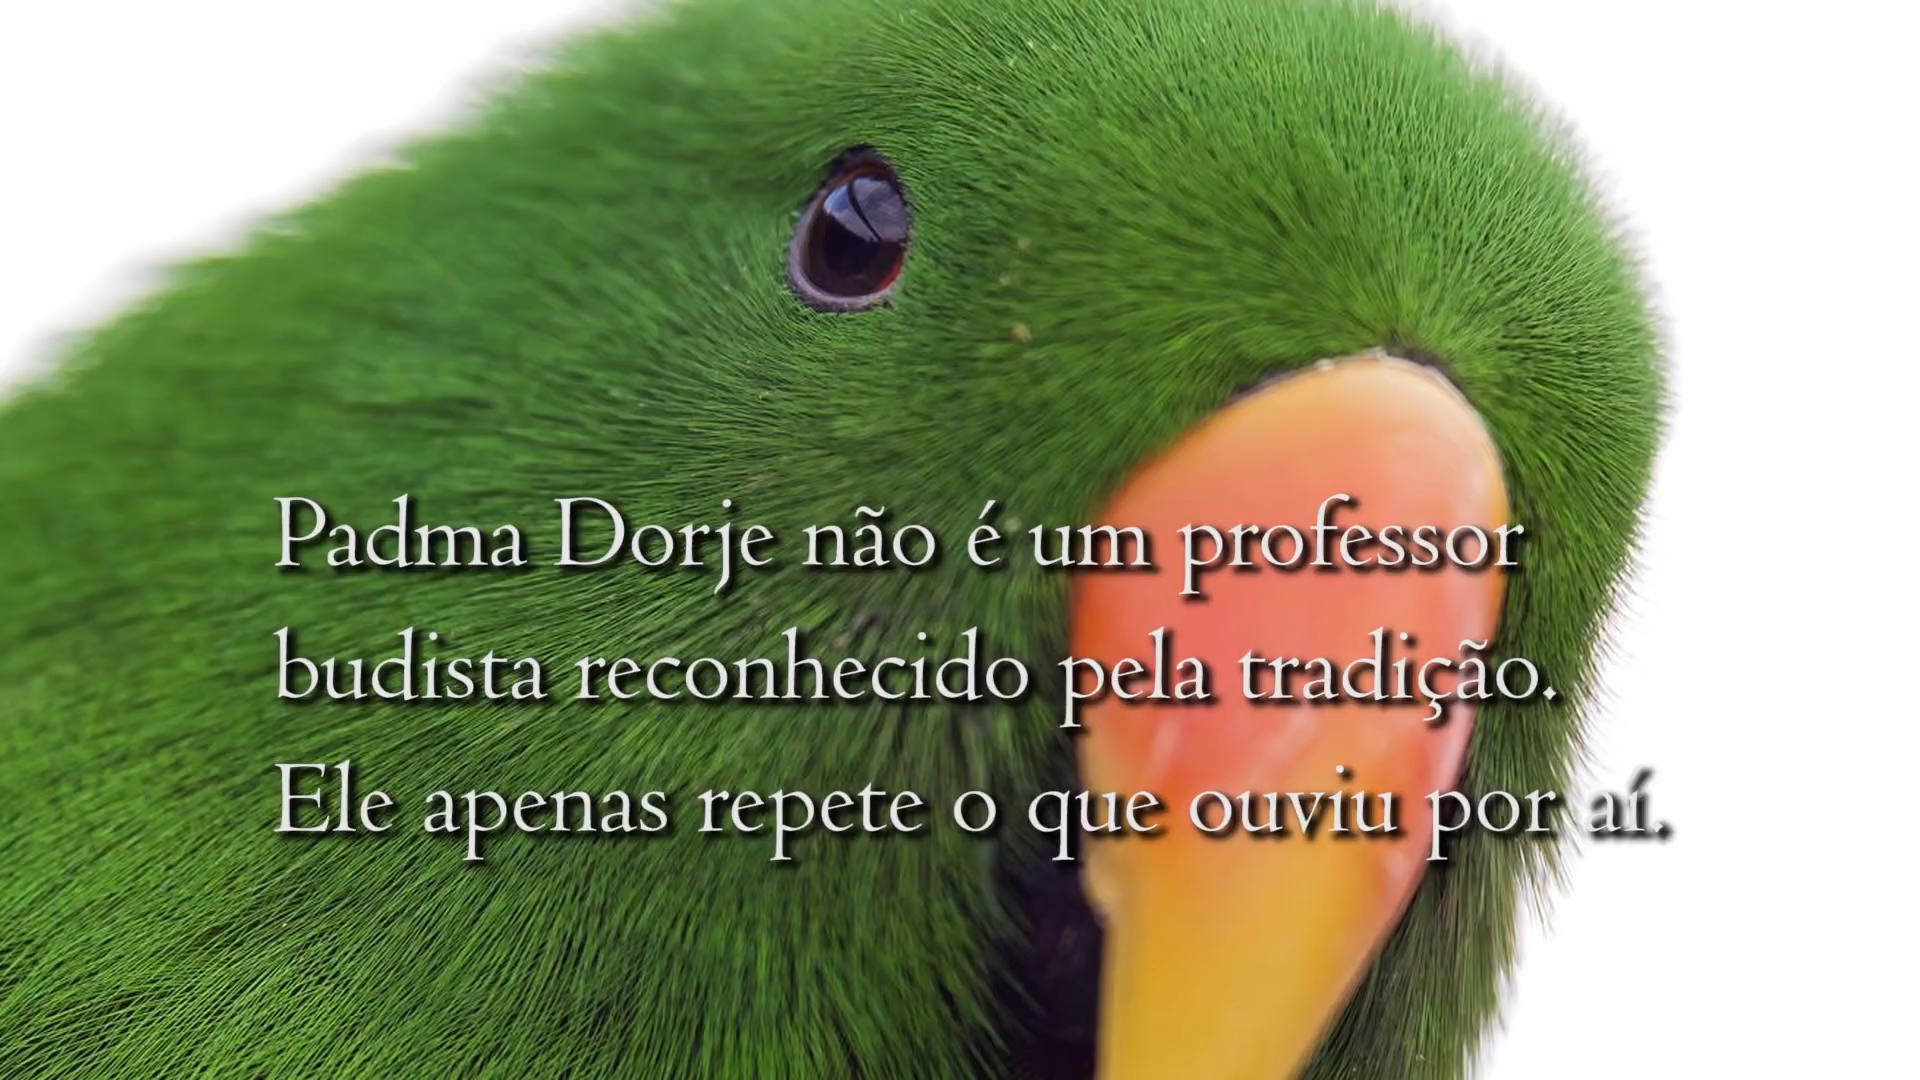 Padma Dorje não é um professor
budista reconhecido pela tradição.
Ele apenas repete o que ouviu por aí.